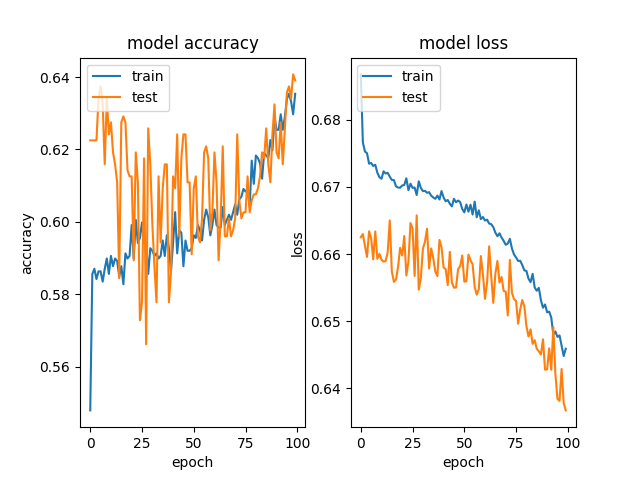 model accuracy
train
test
0.64
0.62
0.60
0.58
0.56
accuracy
0
25
50
75
100
epoch
model loss
train
test
0.68
0.67
0.66
0.65
0.64
loss
0
25
50
75
100
epoch